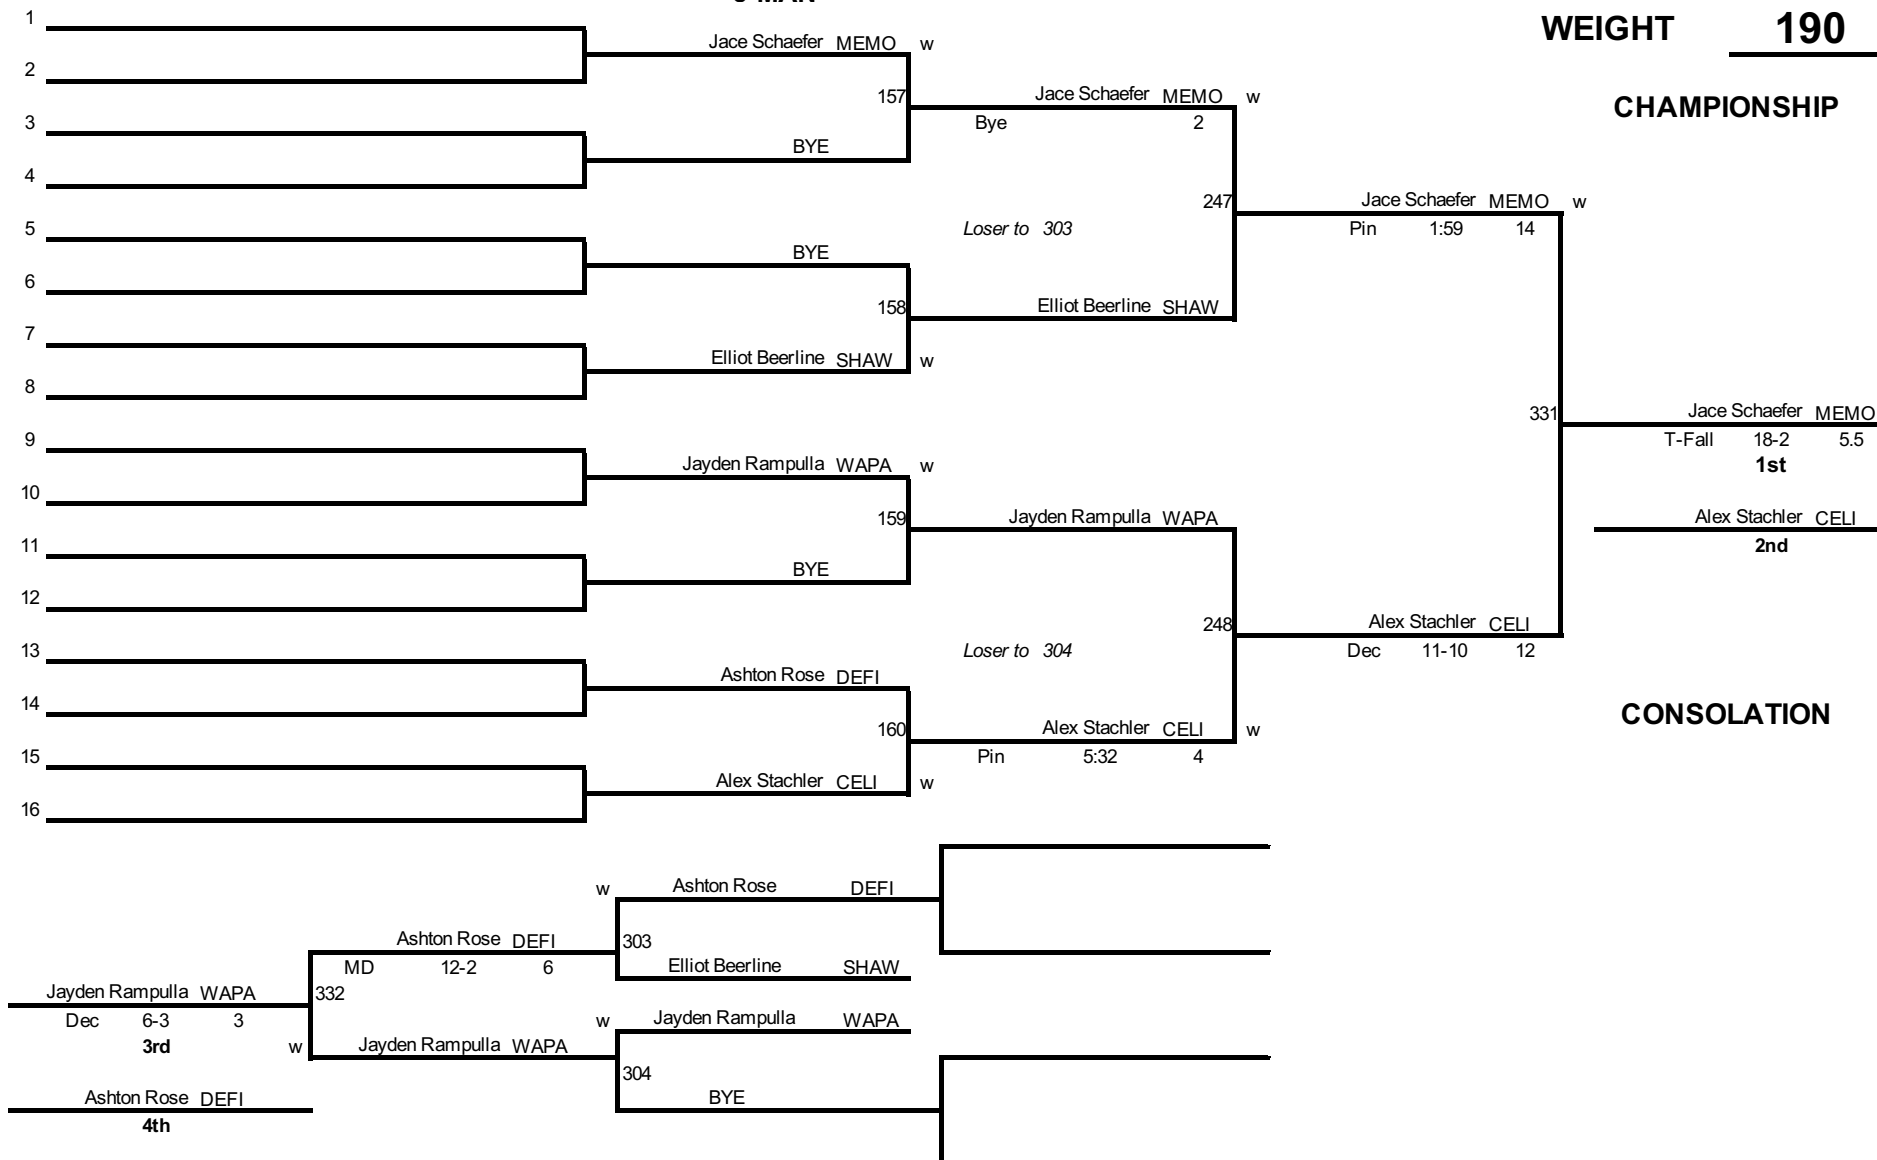 WEIGHT 190
1
Jace Schaefer MEMO w
2
157 Jace Schaefer MEMO w
CHAMPIONSHIP
Bye 2
3
BYE
4
247 Jace Schaefer MEMO w
5
Loser to 303
Pin 1:59 14
BYE
6
158 Elliot Beerline SHAW
7
Elliot Beerline SHAW w
8
331 Jace Schaefer MEMO
9
T-Fall 18-2 5.5
Jayden Rampulla WAPA w
1st
10
159 Jayden Rampulla WAPA
Alex Stachler CELI
11
2nd
BYE
12
248 Alex Stachler CELI
13
Loser to 304
Dec 11-10 12
Ashton Rose DEFI
14
CONSOLATION
160 Alex Stachler CELI w
15
Pin 5:32 4
Alex Stachler CELI w
16
w Ashton Rose DEFI
Ashton Rose DEFI 303
MD 12-2 6
Elliot Beerline SHAW
Jayden Rampulla WAPA 332
Dec 6-3 3
w Jayden Rampulla WAPA
3rd w Jayden Rampulla WAPA
304
Ashton Rose DEFI
BYE
4th